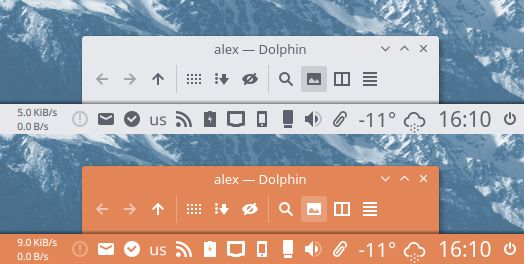 alex — Dolphin
5.0 KiB/s
0.0 B/s
us
-11°
16:10
alex — Dolphin
9.0 KiB/s
0.0 B/s
us
-11°
16:10